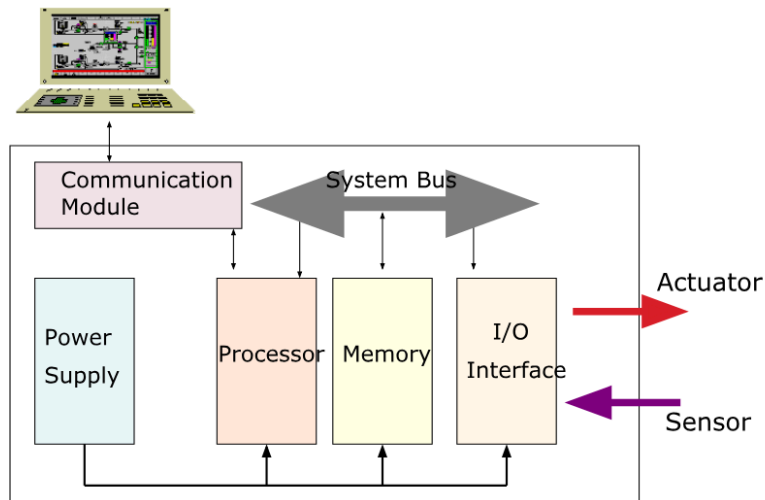 Communication
Module
System Bus
Power
Supply
Processor
Memory
I/O
Interface
Actuator
Sensor